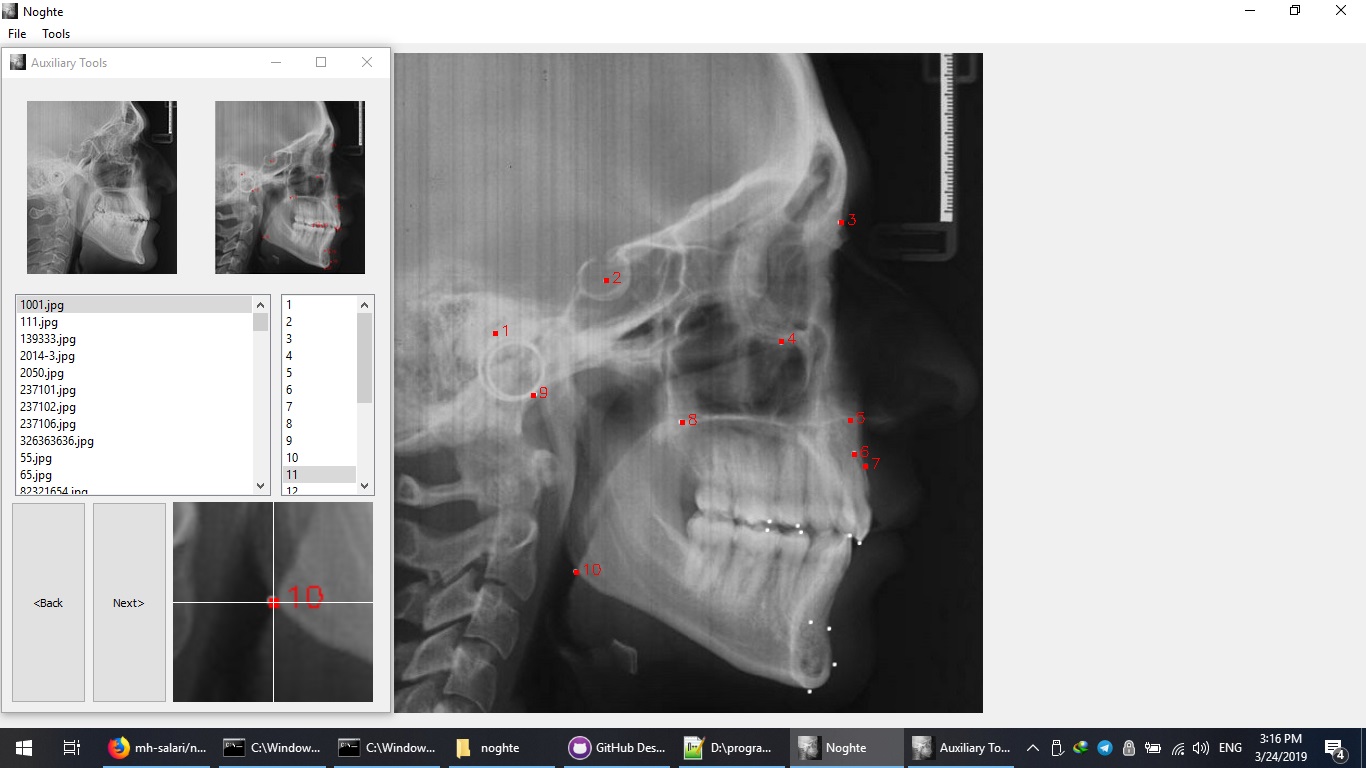 Noghte
File Tools
Auxiliary Tools
1001.jpg
111.jpg
139333.jpg
2014-3.jpg
2050.jpg
237101.jpg
237102.jpg
237106.jpg
326363636.jpg
55.jpg
65.jpg
82321654.jpg
1
2
3
4
5
6
7
8
9
10
11
12
<Back
Next>
10
3
2
1
4
9
5
8
6
7
10
mh-salari/n...
C:\Window...
C:\Window...
noghte
GitHub Des...
D:\progra...
Noghte
Auxiliary To...
ENG
3:16 PM
3/24/2019
4